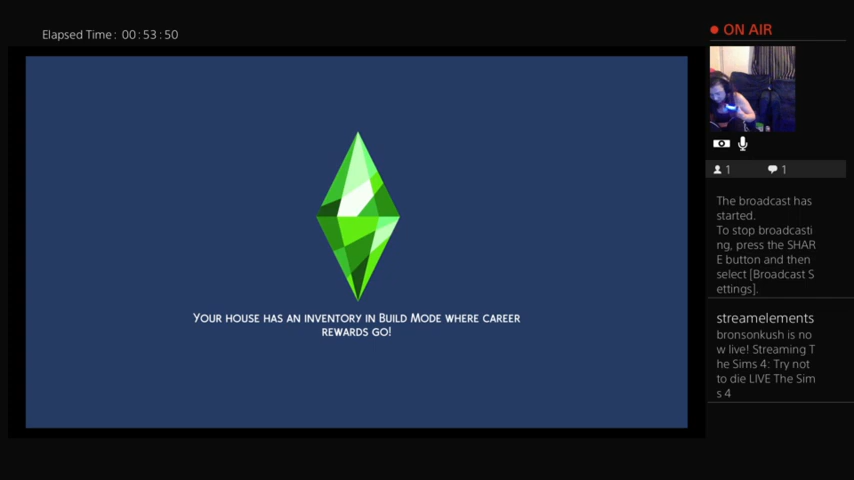 Elapsed Time: 00:53:50
ON AIR
1 1
The broadcast has
started.
To stop broadcasti
ng, press the SHAR
E button and then
select [Broadcast S
ettings].
streamelements
bronsonkush is no
w live! Streaming T
he Sims 4: Try not
to die LIVE The Sim
s 4
YOUR HOUSE HAS AN INVENTORY IN BUILD MODE WHERE CAREER
REWARDS GO!